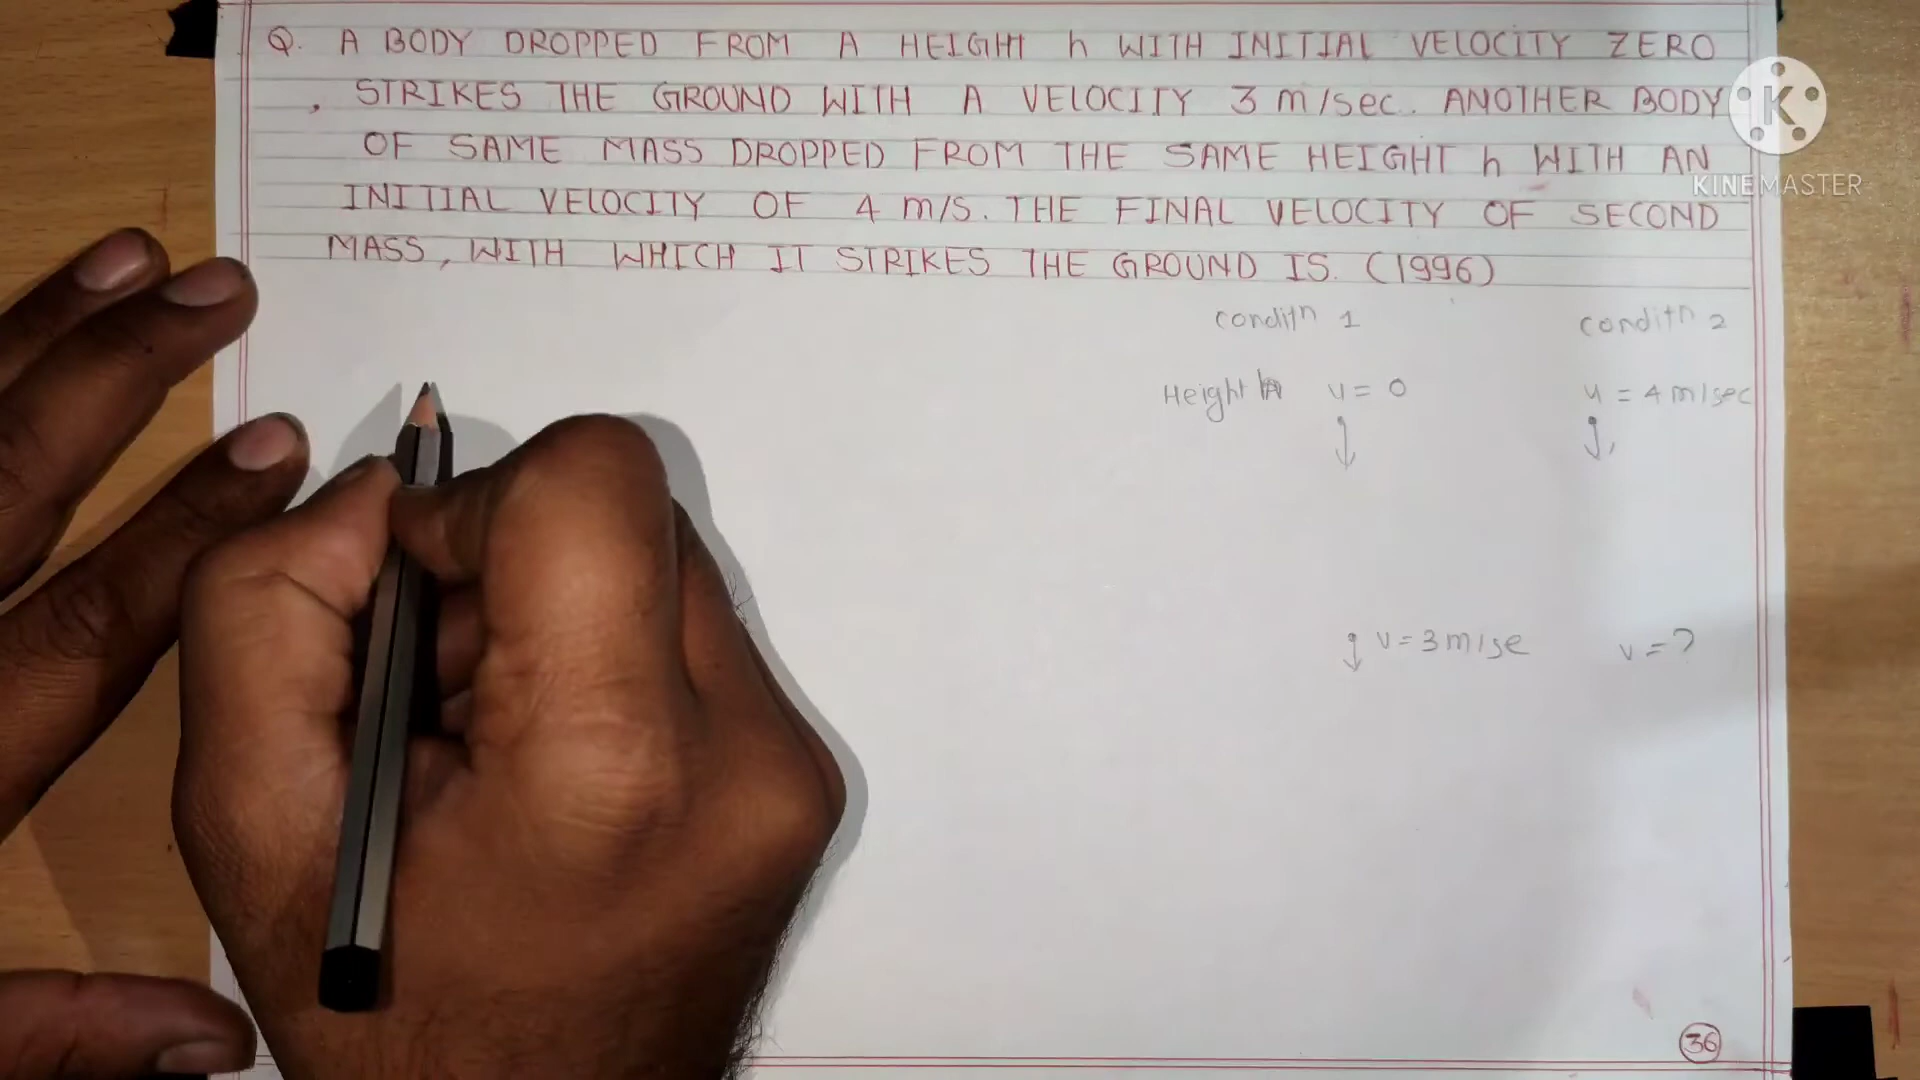 Q. A BODY DROPPED FROM A HEIGHT h WITH INITIAL VELOCITY ZERO
, STRIKES THE GROUND WITH A VELOCITY 3 m/sec. ANOTHER BODY
OF SAME MASS DROPPED FROM THE SAME HEIGHT h WITH AN
INITIAL VELOCITY OF 4 m/s. THE FINAL VELOCITY OF SECOND
MASS, WITH WHICH IT STRIKES THE GROUND IS. (1996)
K
KINEMASTER
conditn 1 conditn 2
Height h u = 0 u = 4 m/sec
v = 3 m/se v = ?
36